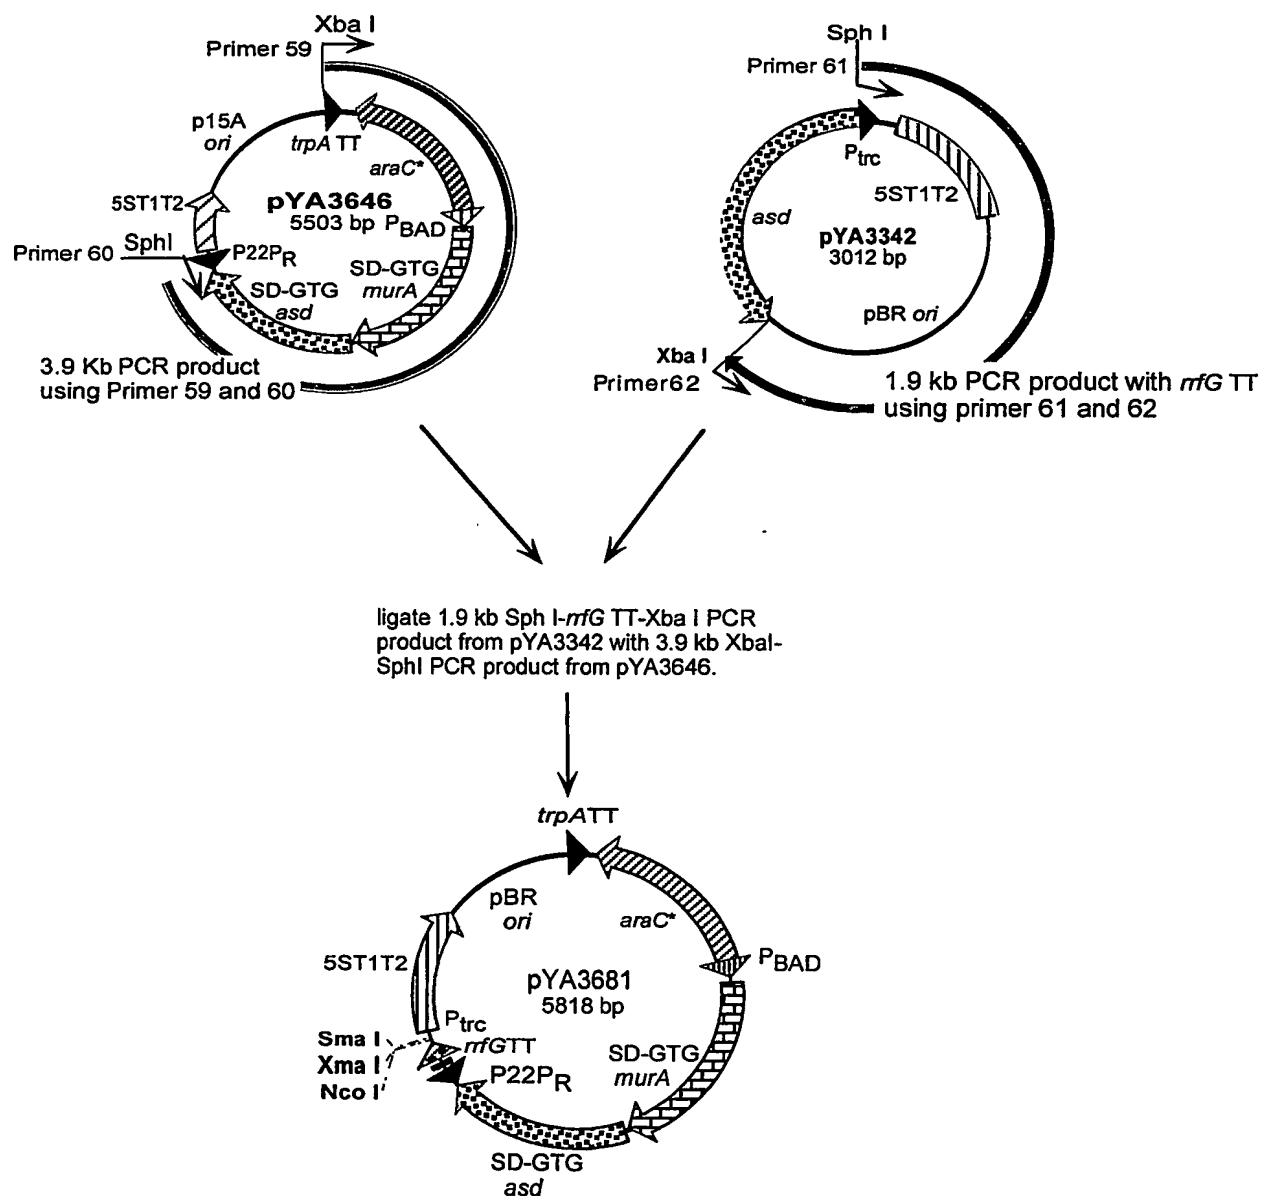 Xba I
Primer 59
p15A
ori
trpA TT
araC*
5ST1T2
pYA3646
5503 bp
PBAD
Primer 60
SphI
P22PR
SD-GTG
murA
SD-GTG
asd
3.9 Kb PCR product
using Primer 59 and 60
Sph I
Primer 61
Ptrc
5ST1T2
asd
pYA3342
3012 bp
pBR ori
Xba I
Primer62
1.9 kb PCR product with rrfG TT
using primer 61 and 62
ligate 1.9 kb Sph I-rrfG TT-Xba I PCR
product from pYA3342 with 3.9 kb XbaI-
SphI PCR product from pYA3646.
trpATT
pBR
ori
araC*
5ST1T2
PBAD
pYA3681
5818 bp
Ptrc
Sma I
rrfGTT
Xma I
Nco I
P22PR
SD-GTG
murA
SD-GTG
asd